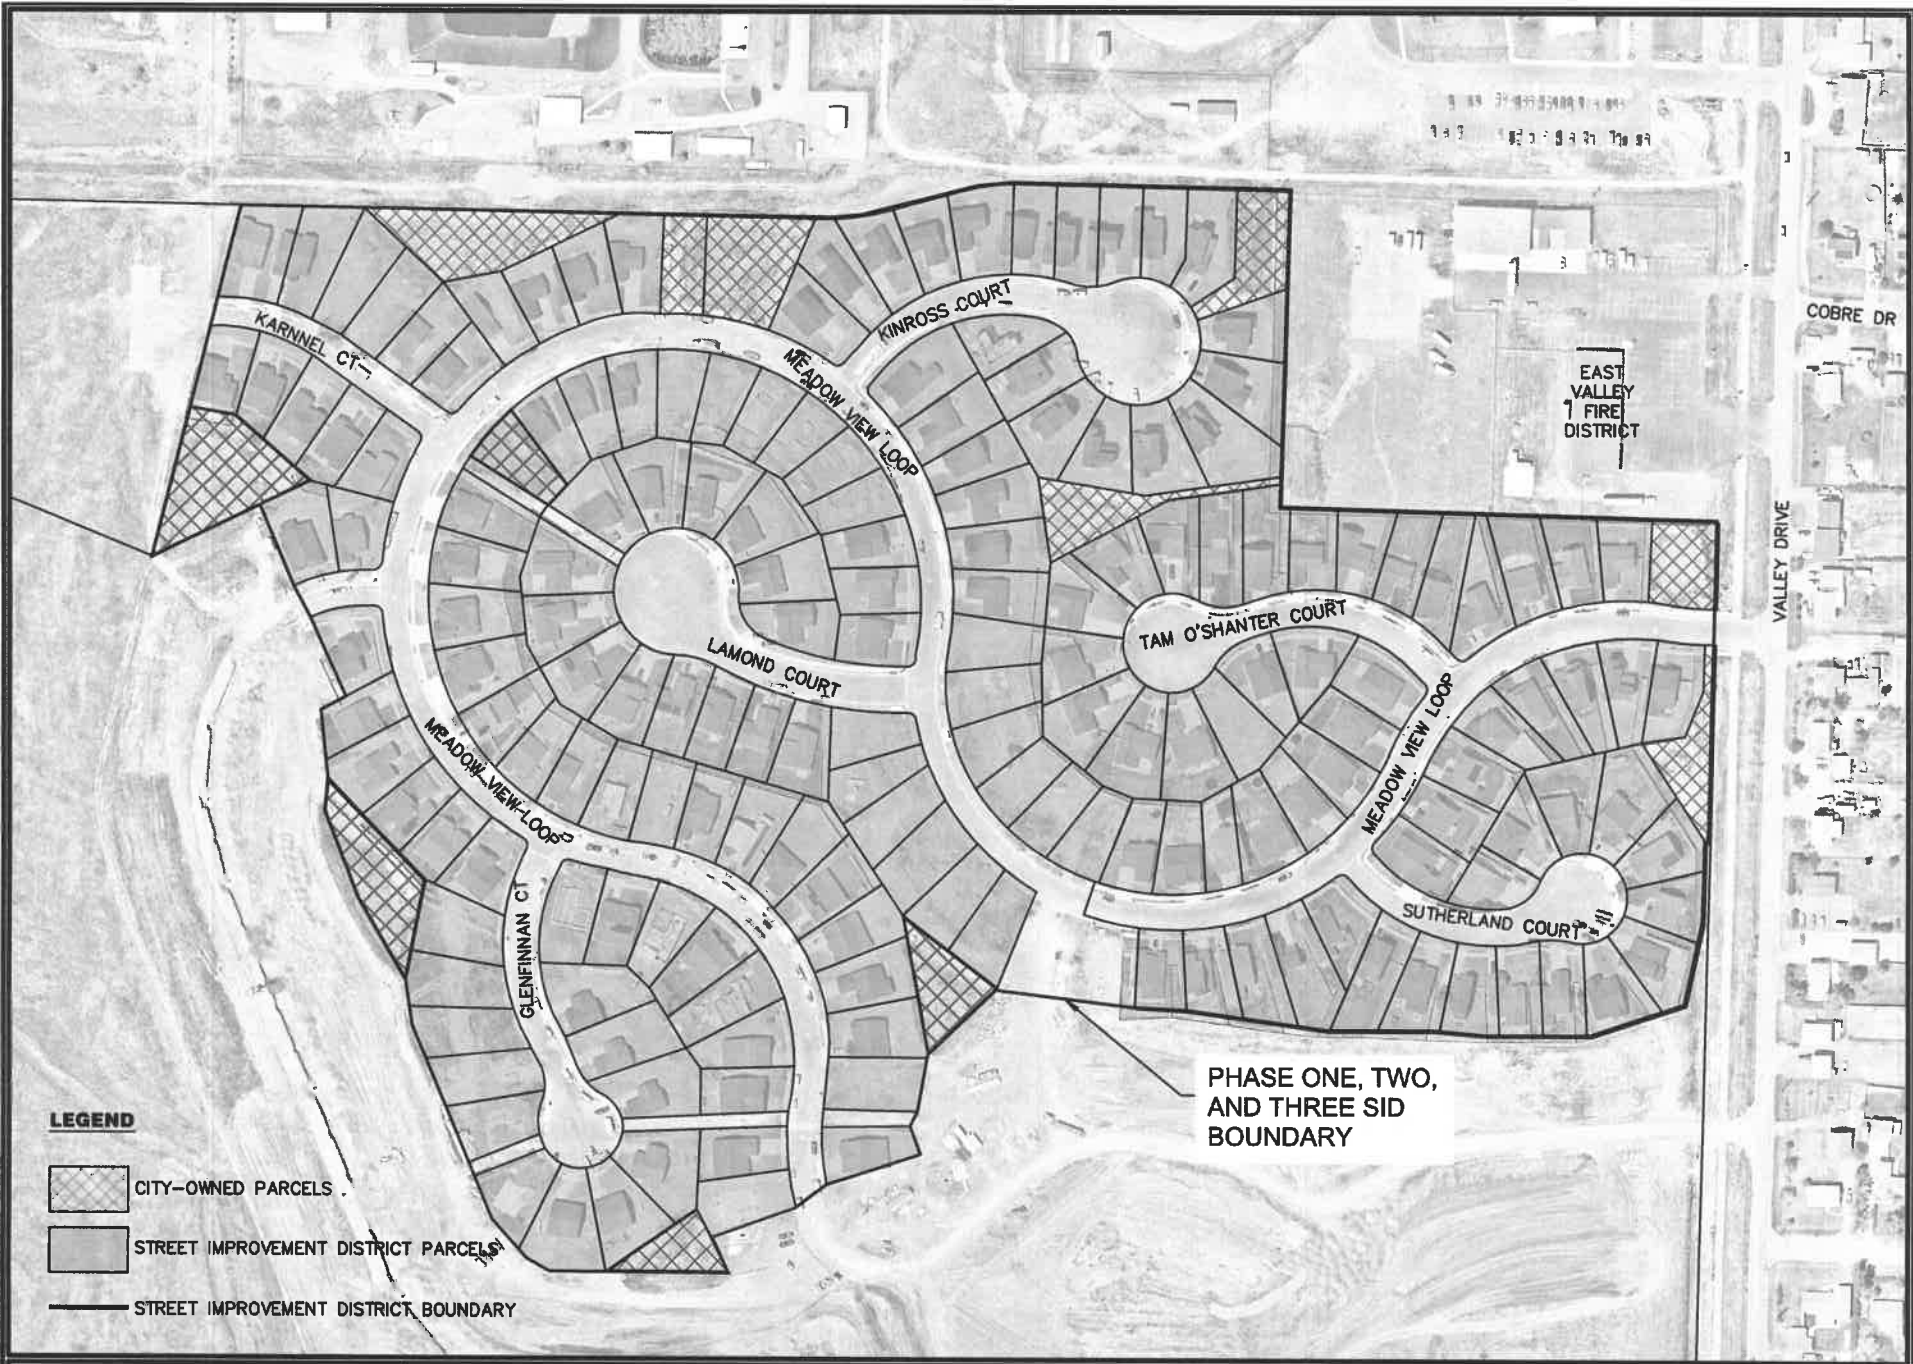 KINROSS COURT
KARNNEL CT
MEADOW VIEW LOOP
COBRE DR
EAST
VALLEY
FIRE
DISTRICT
VALLEY DRIVE
TAM O'SHANTER COURT
LAMOND COURT
MEADOW VIEW LOOP
MEADOW VIEW LOOP
GLENFINNAN CT
SUTHERLAND COURT
PHASE ONE, TWO,
AND THREE SID
BOUNDARY
LEGEND
CITY-OWNED PARCELS
STREET IMPROVEMENT DISTRICT PARCELS
STREET IMPROVEMENT DISTRICT BOUNDARY